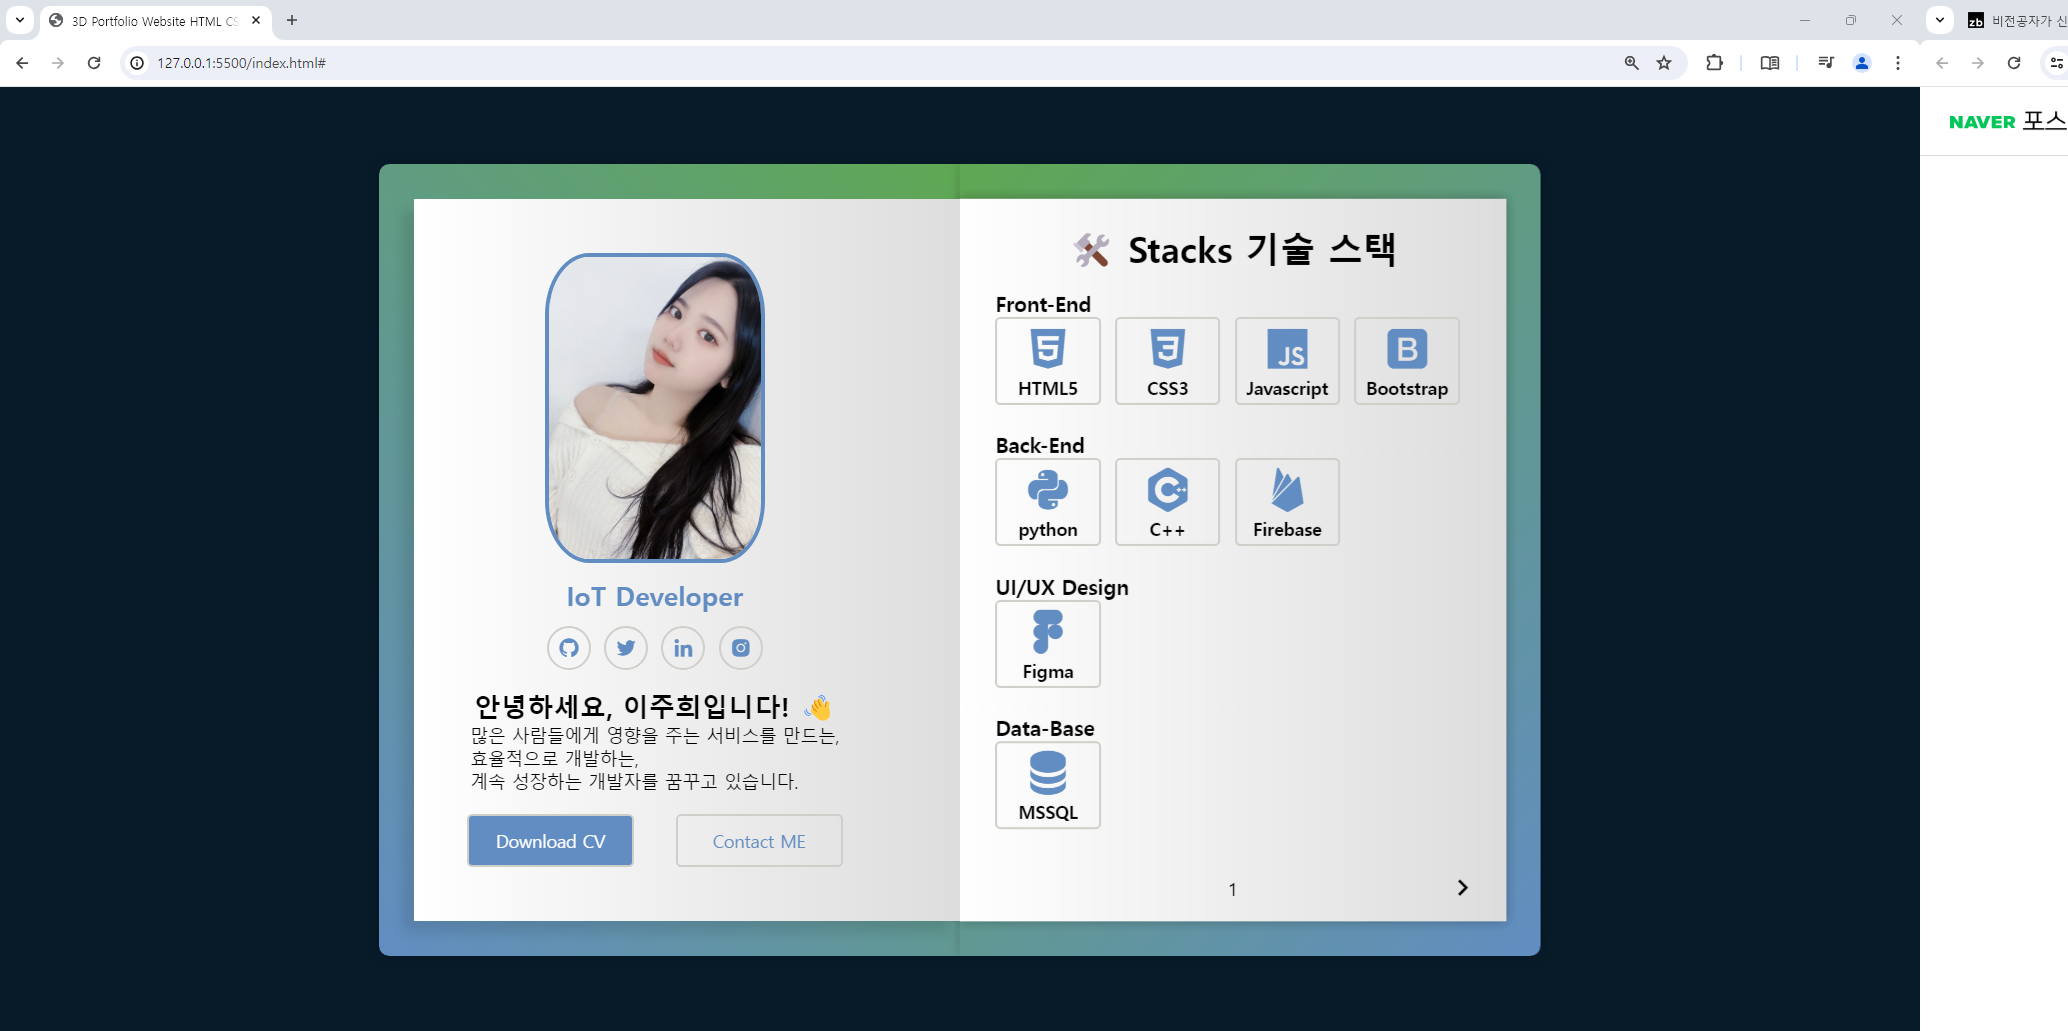 3D Portfolio Website HTML CS
비전공자가 신
127.0.0.1:5500/index.html#
NAVER 포스
IoT Developer
안녕하세요, 이주희입니다! 👋
많은 사람들에게 영향을 주는 서비스를 만드는,
효율적으로 개발하는,
계속 성장하는 개발자를 꿈꾸고 있습니다.
Download CV
Contact ME
🛠 Stacks 기술 스택
Front-End
HTML5
CSS3
JS
Javascript
B
Bootstrap
Back-End
python
C++
Firebase
UI/UX Design
Figma
Data-Base
MSSQL
1